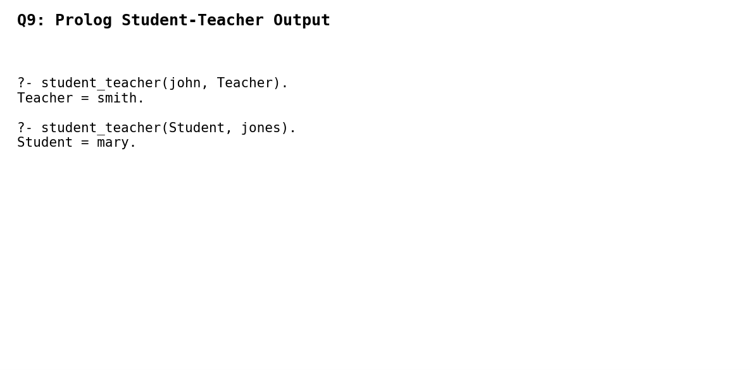 Q9: Prolog Student-Teacher Output
?- student_teacher(john, Teacher).
Teacher = smith.
?- student_teacher(Student, jones).
Student = mary.